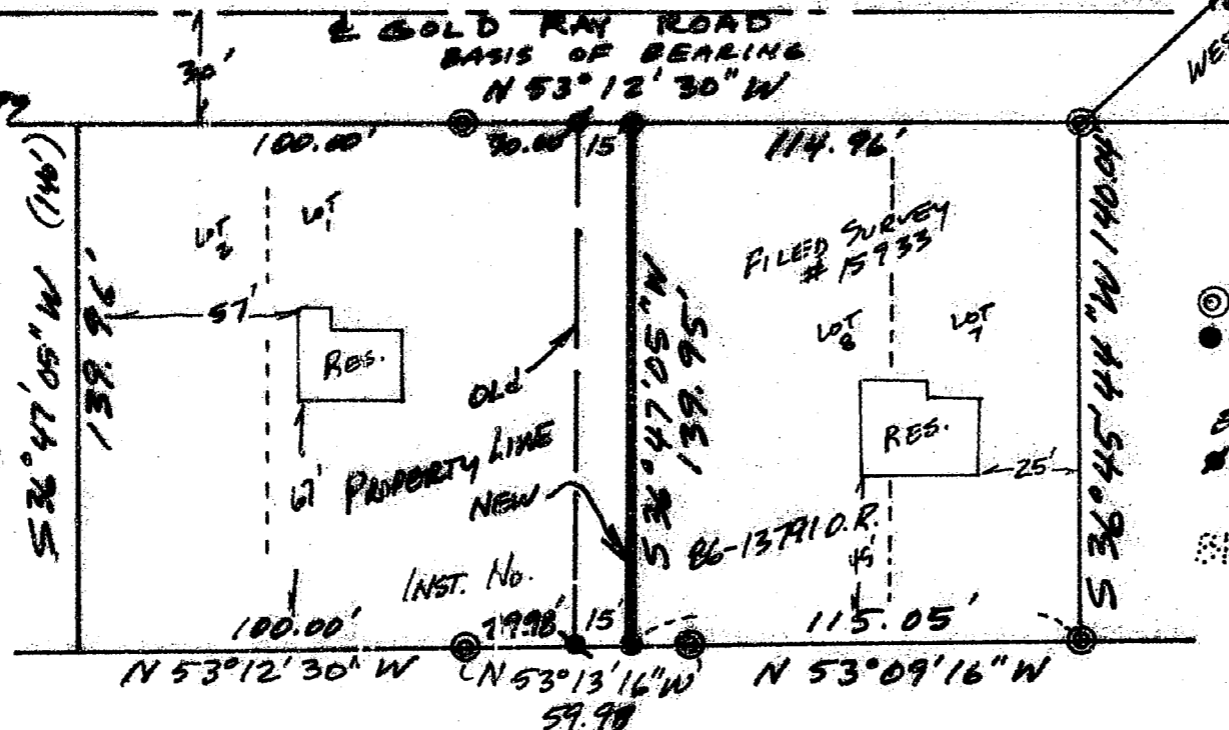 ℄ GOLD RAY ROAD
BASIS OF BEARING
N 53° 12' 30" W
30'
WES
100.00'
30.00'
15'
114.96'
S 36° 47' 05" W (140')
139.96'
LOT 2
LOT 1
57'
RES.
67'
OLD
PROPERTY LINE
NEW
S 36° 47' 05" W
139.95'
FILED SURVEY
# 15933
LOT 8
LOT 7
RES.
25'
45'
S 36° 45' 44" W 140.04'
INST. No. 86-13791 O.R.
100.00'
29.98'
15'
115.05'
N 53° 12' 30" W
(N 53° 13' 16" W)
59.98
N 53° 09' 16" W